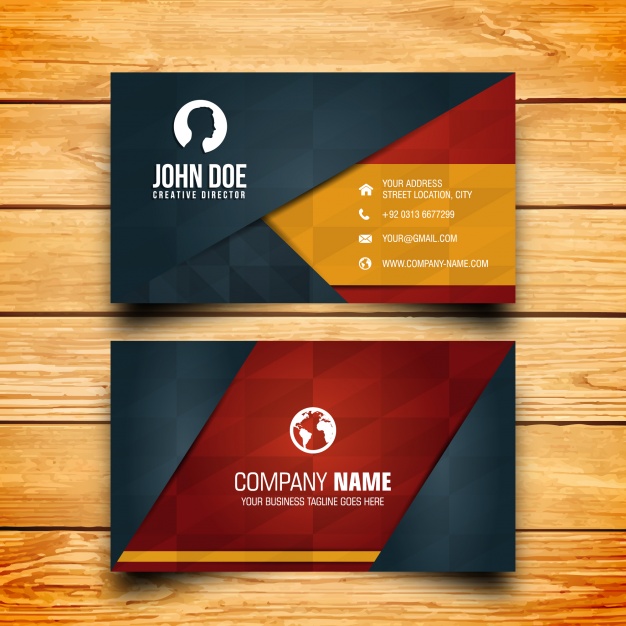 JOHN DOE
CREATIVE DIRECTOR
YOUR ADDRESS
STREET LOCATION, CITY
+92 0313 6677299
YOUR@GMAIL.COM
WWW.COMPANY-NAME.COM
COMPANY NAME
YOUR BUSINESS TAGLINE GOES HERE